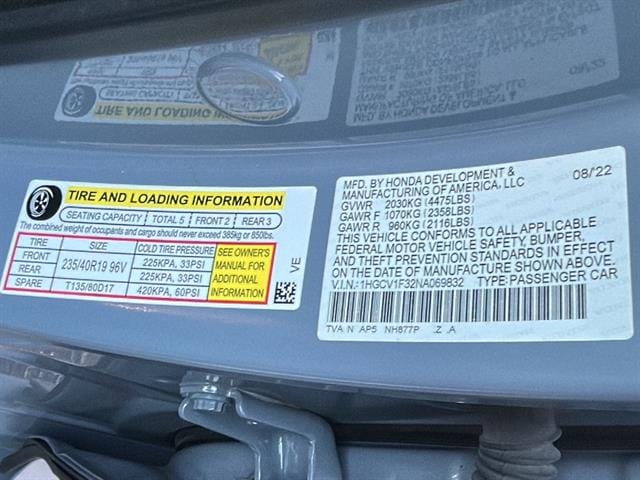 TIRE AND LOADING INFORMATION
SEATING CAPACITY TOTAL 5 FRONT 2 REAR 3
The combined weight of occupants and cargo should never exceed 385kg or 850lbs.
TIRE SIZE COLD TIRE PRESSURE
FRONT 235/40R19 96V 225KPA, 33PSI
REAR 225KPA, 33PSI
SPARE T135/80D17 420KPA, 60PSI
SEE OWNER'S
MANUAL FOR
ADDITIONAL
INFORMATION
VE
MFD. BY HONDA DEVELOPMENT & 08/22
MANUFACTURING OF AMERICA, LLC
GVWR 2030KG (4475LBS)
GAWR F 1070KG (2358LBS)
GAWR R 960KG (2116LBS)
THIS VEHICLE CONFORMS TO ALL APPLICABLE
FEDERAL MOTOR VEHICLE SAFETY, BUMPER,
AND THEFT PREVENTION STANDARDS IN EFFECT
ON THE DATE OF MANUFACTURE SHOWN ABOVE.
V.I.N.: 1HGCV1F32NA069832 TYPE: PASSENGER CAR
TVA N AP5 NH877P .Z .A